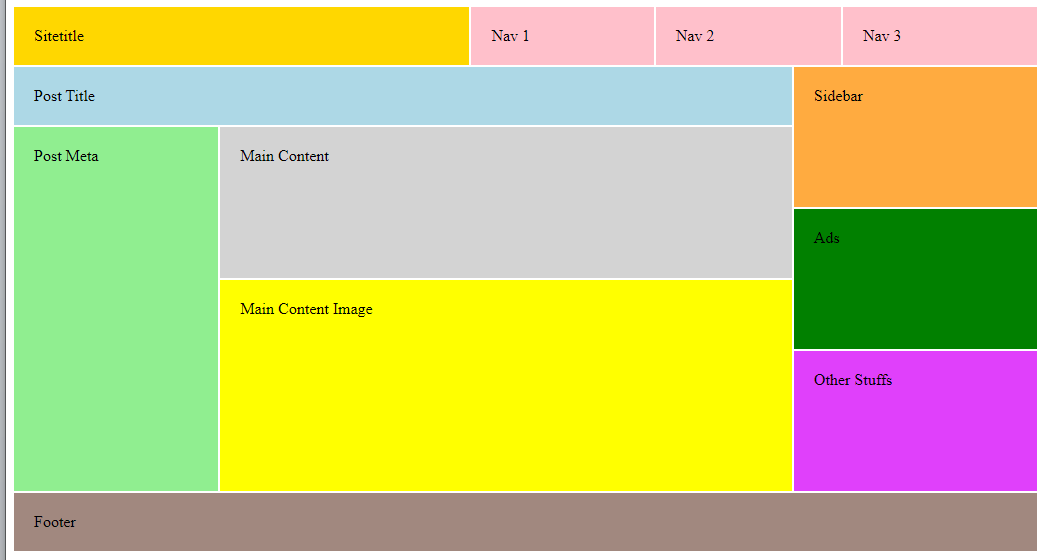 Sitetitle
Nav 1
Nav 2
Nav 3
Post Title
Sidebar
Post Meta
Main Content
Ads
Main Content Image
Other Stuffs
Footer